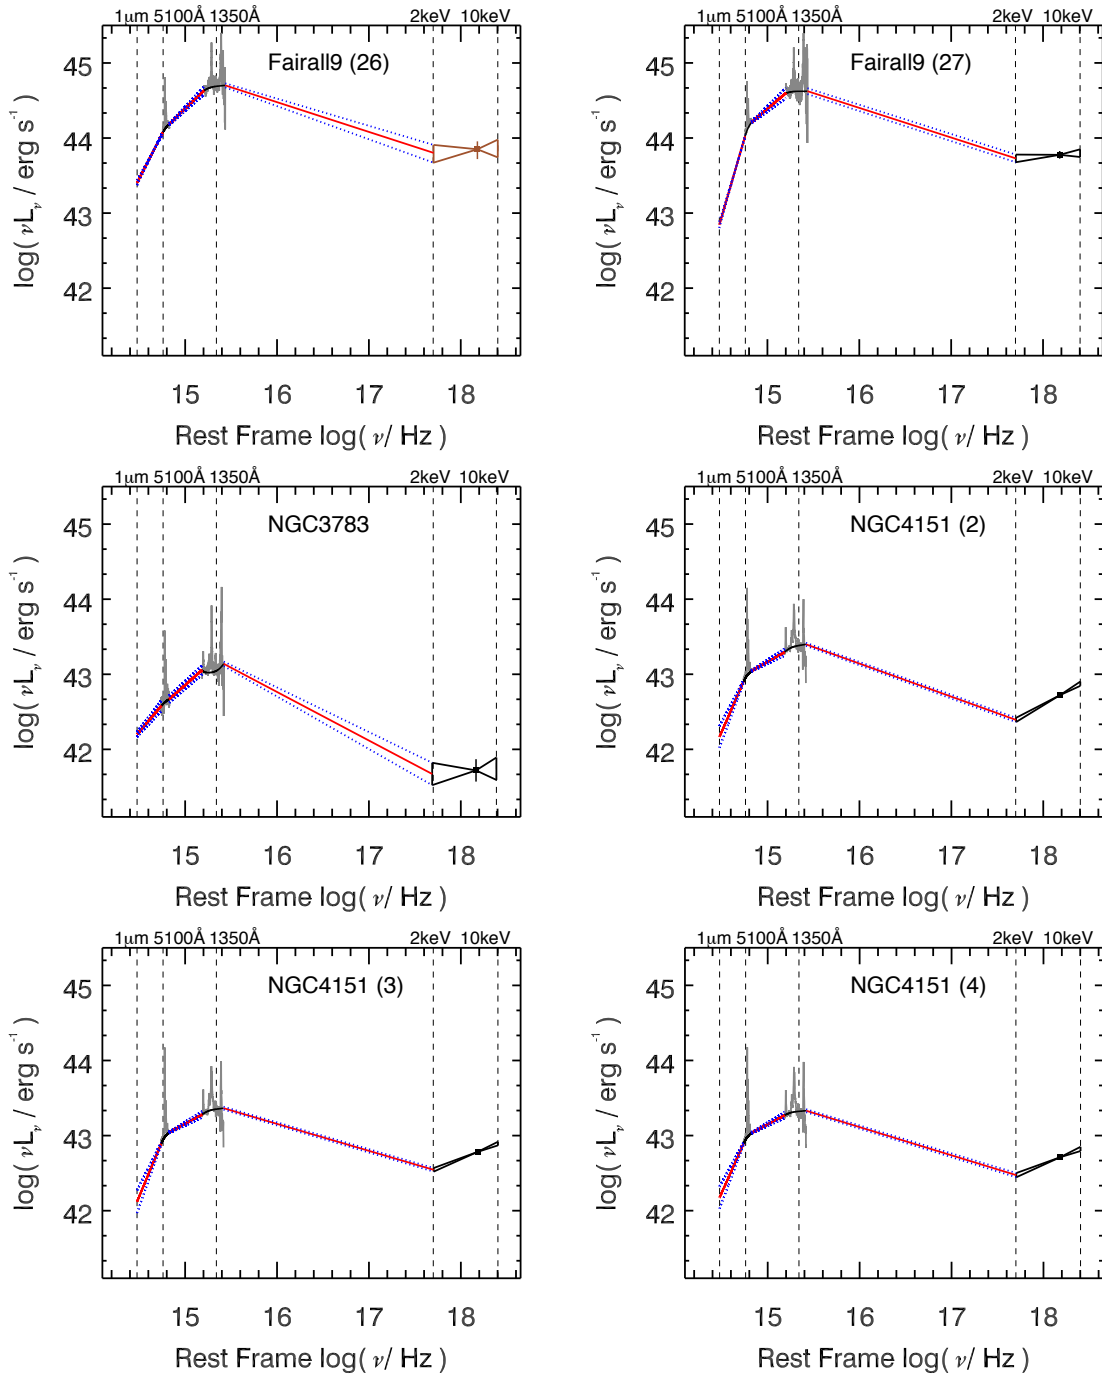 1μm 5100Å 1350Å 2keV 10keV
Fairall9 (26)
45
44
43
42
log( νLν / erg s-1 )
15 16 17 18
Rest Frame log( ν/ Hz )
1μm 5100Å 1350Å 2keV 10keV
Fairall9 (27)
45
44
43
42
log( νLν / erg s-1 )
15 16 17 18
Rest Frame log( ν/ Hz )
1μm 5100Å 1350Å 2keV 10keV
NGC3783
45
44
43
42
log( νLν / erg s-1 )
15 16 17 18
Rest Frame log( ν/ Hz )
1μm 5100Å 1350Å 2keV 10keV
NGC4151 (2)
45
44
43
42
log( νLν / erg s-1 )
15 16 17 18
Rest Frame log( ν/ Hz )
1μm 5100Å 1350Å 2keV 10keV
NGC4151 (3)
45
44
43
42
log( νLν / erg s-1 )
15 16 17 18
Rest Frame log( ν/ Hz )
1μm 5100Å 1350Å 2keV 10keV
NGC4151 (4)
45
44
43
42
log( νLν / erg s-1 )
15 16 17 18
Rest Frame log( ν/ Hz )